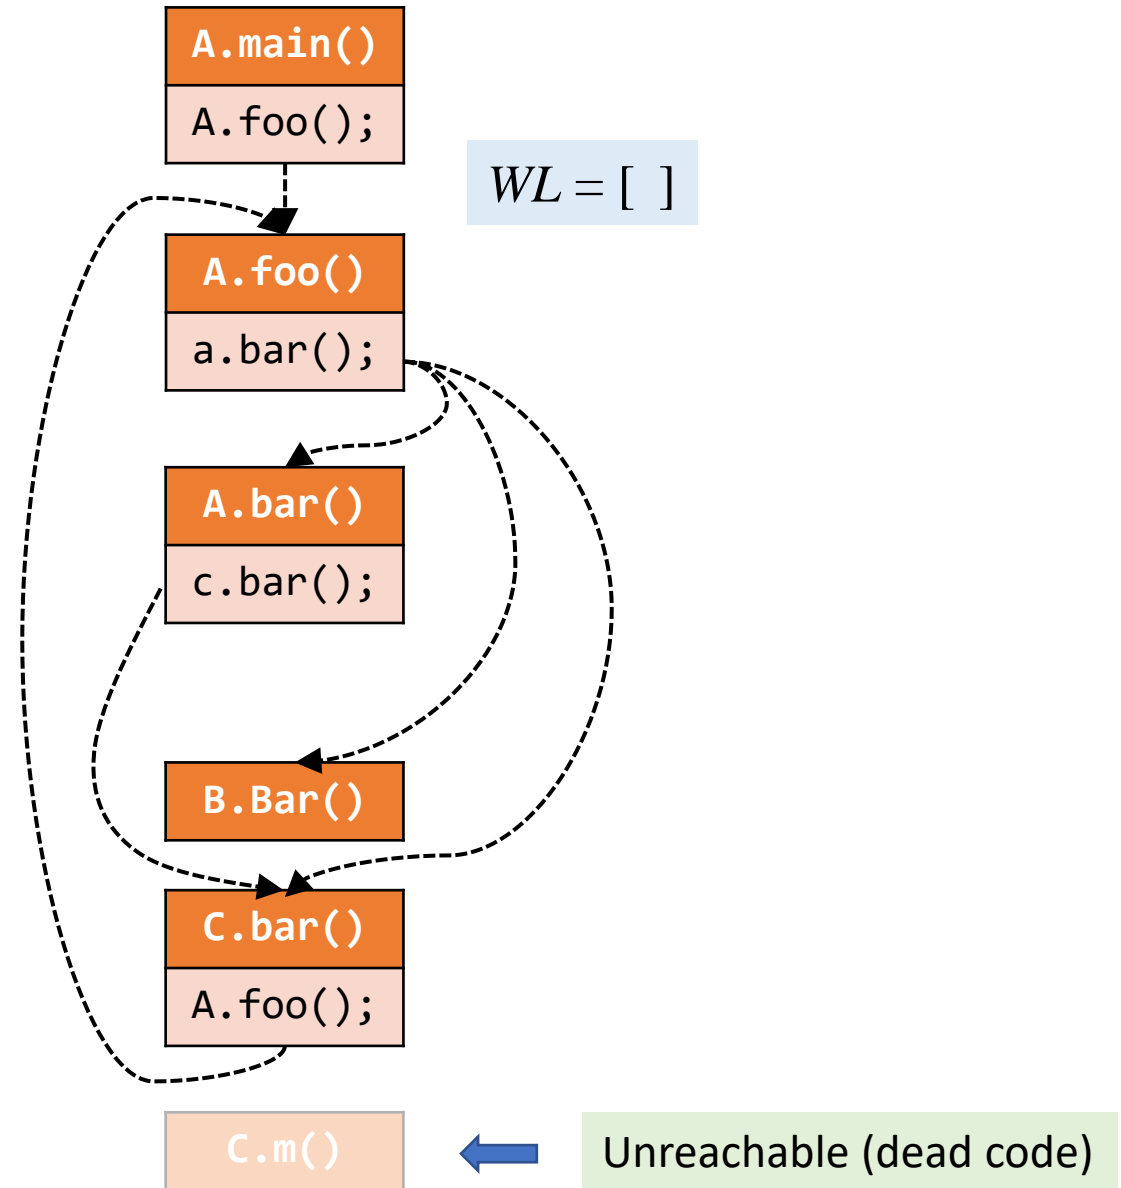 A.main()
A.foo();
WL = [ ]
A.foo()
a.bar();
A.bar()
c.bar();
B.Bar()
C.bar()
A.foo();
C.m()
Unreachable (dead code)